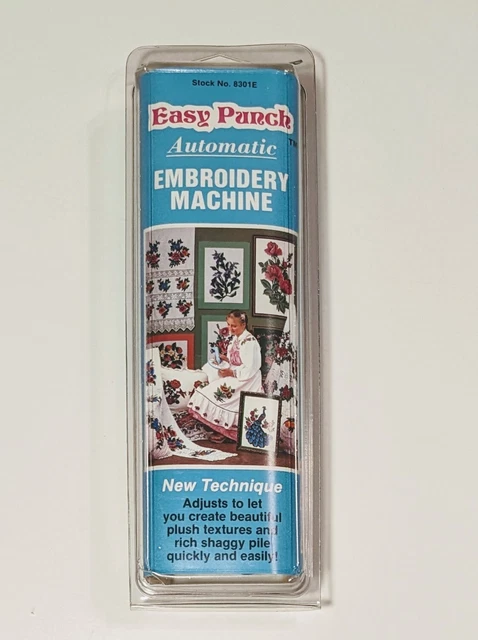 Stock No. 8301E
Easy Punch
TM
Automatic
EMBROIDERY
MACHINE
New Technique
Adjusts to let
you create beautiful
plush textures and
rich shaggy pile
quickly and easily!